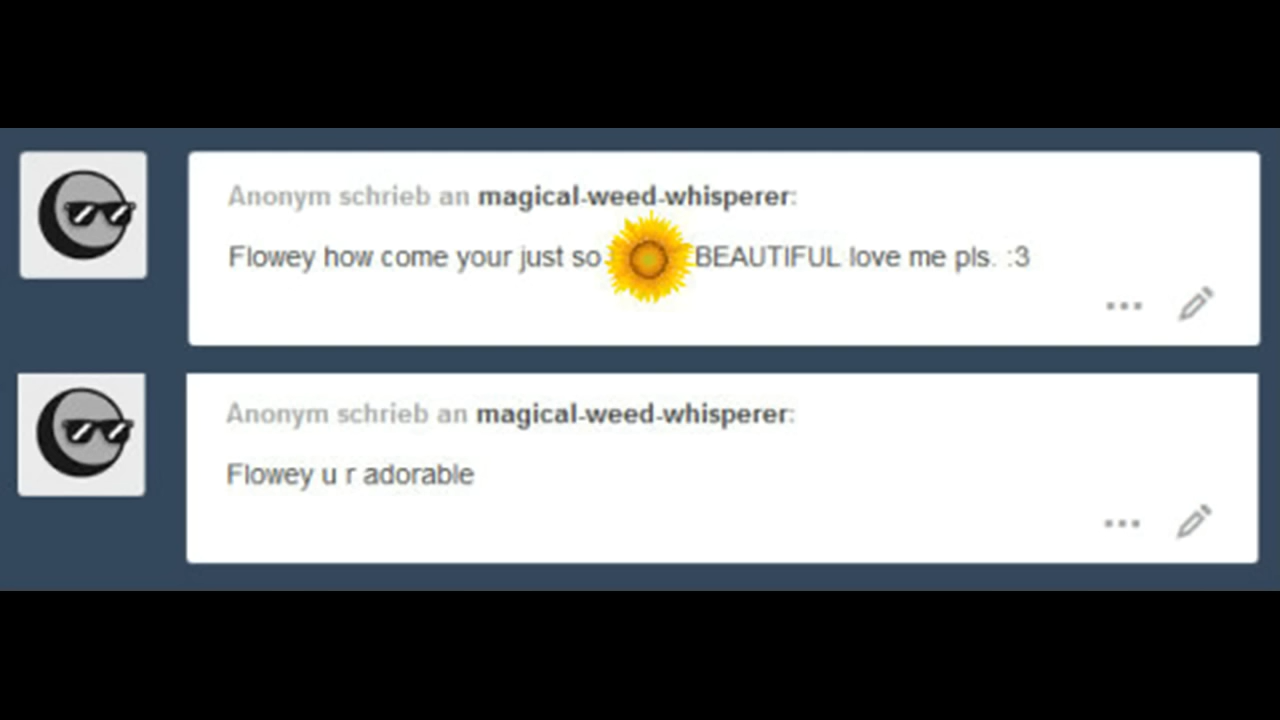 Anonym schrieb an magical-weed-whisperer:
Flowey how come your just so BEAUTIFUL love me pls. :3
Anonym schrieb an magical-weed-whisperer:
Flowey u r adorable